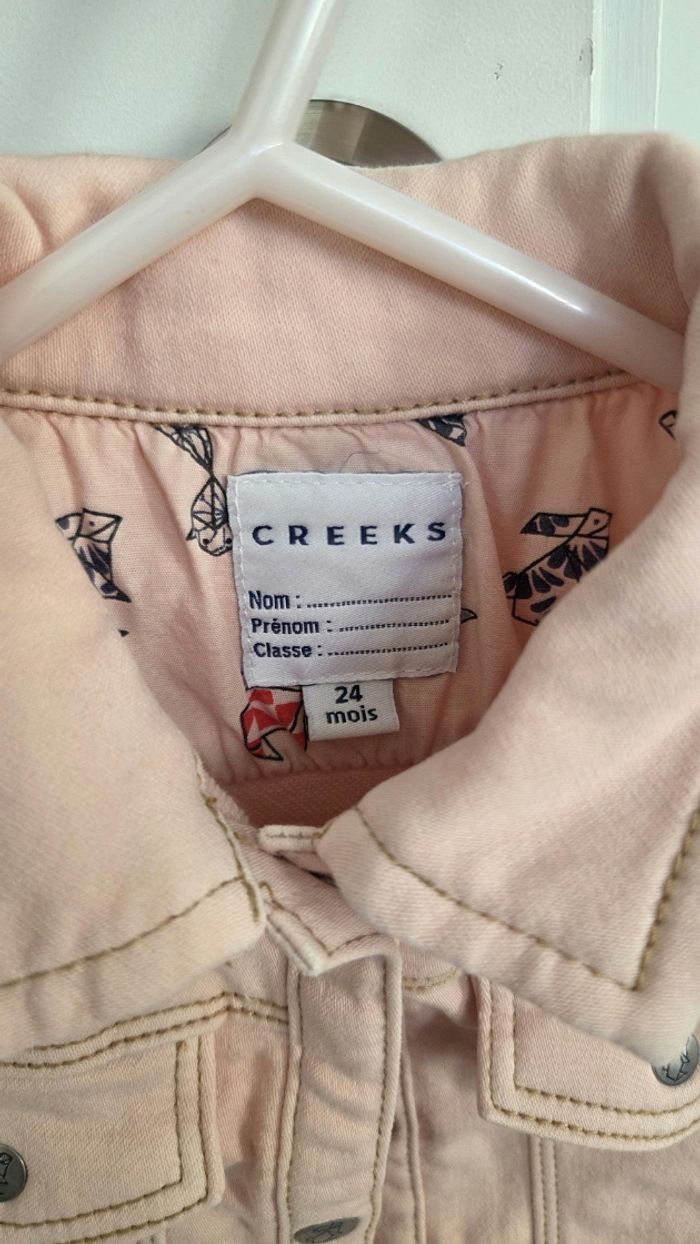 CREEKS
Nom : ........................................
Prénom : ..............................
Classe : ................................
24
mois